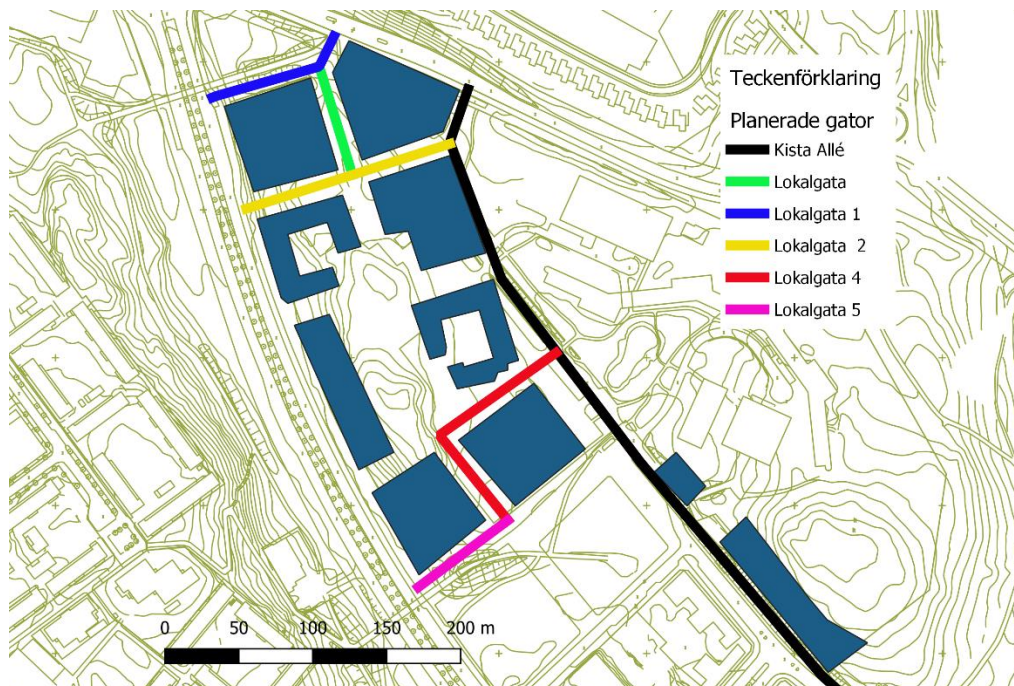 Teckenförklaring
Planerade gator
Kista Allé
Lokalgata
Lokalgata 1
Lokalgata 2
Lokalgata 4
Lokalgata 5
0 50 100 150 200 m